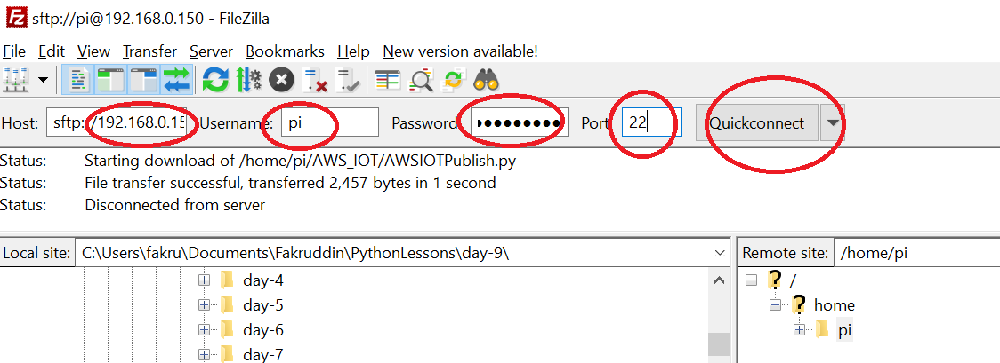 sftp://pi@192.168.0.150 - FileZilla
File Edit View Transfer Server Bookmarks Help New version available!
Host: sftp://192.168.0.15 Username: pi Password ●●●●●●●●● Port 22 Quickconnect
Status: Starting download of /home/pi/AWS_IOT/AWSIOTPublish.py
Status: File transfer successful, transferred 2,457 bytes in 1 second
Status: Disconnected from server
Local site: C:\Users\fakru\Documents\Fakruddin\PythonLessons\day-9\ Remote site: /home/pi
day-4 /
day-5 home
day-6 pi
day-7